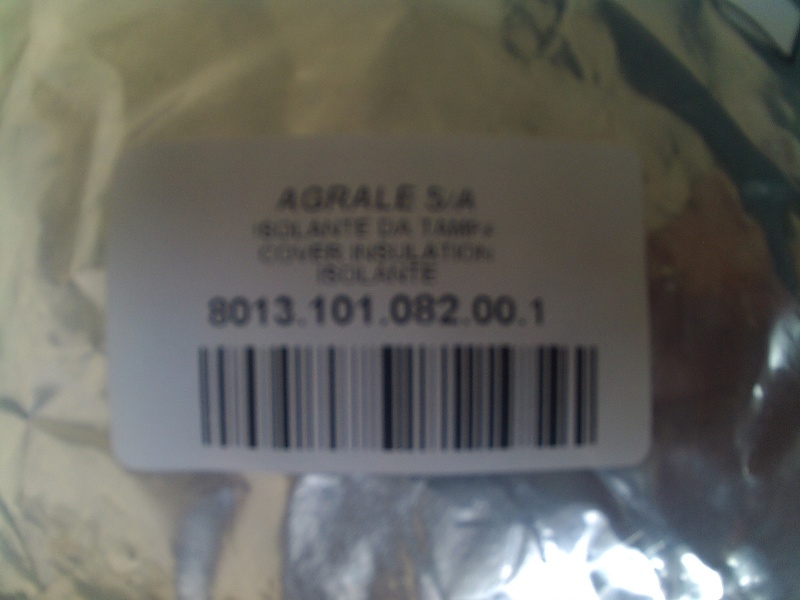 AGRALE S/A
ISOLANTE DA TAMPA
COVER INSULATION
ISOLANTE
8013.101.082.00.1